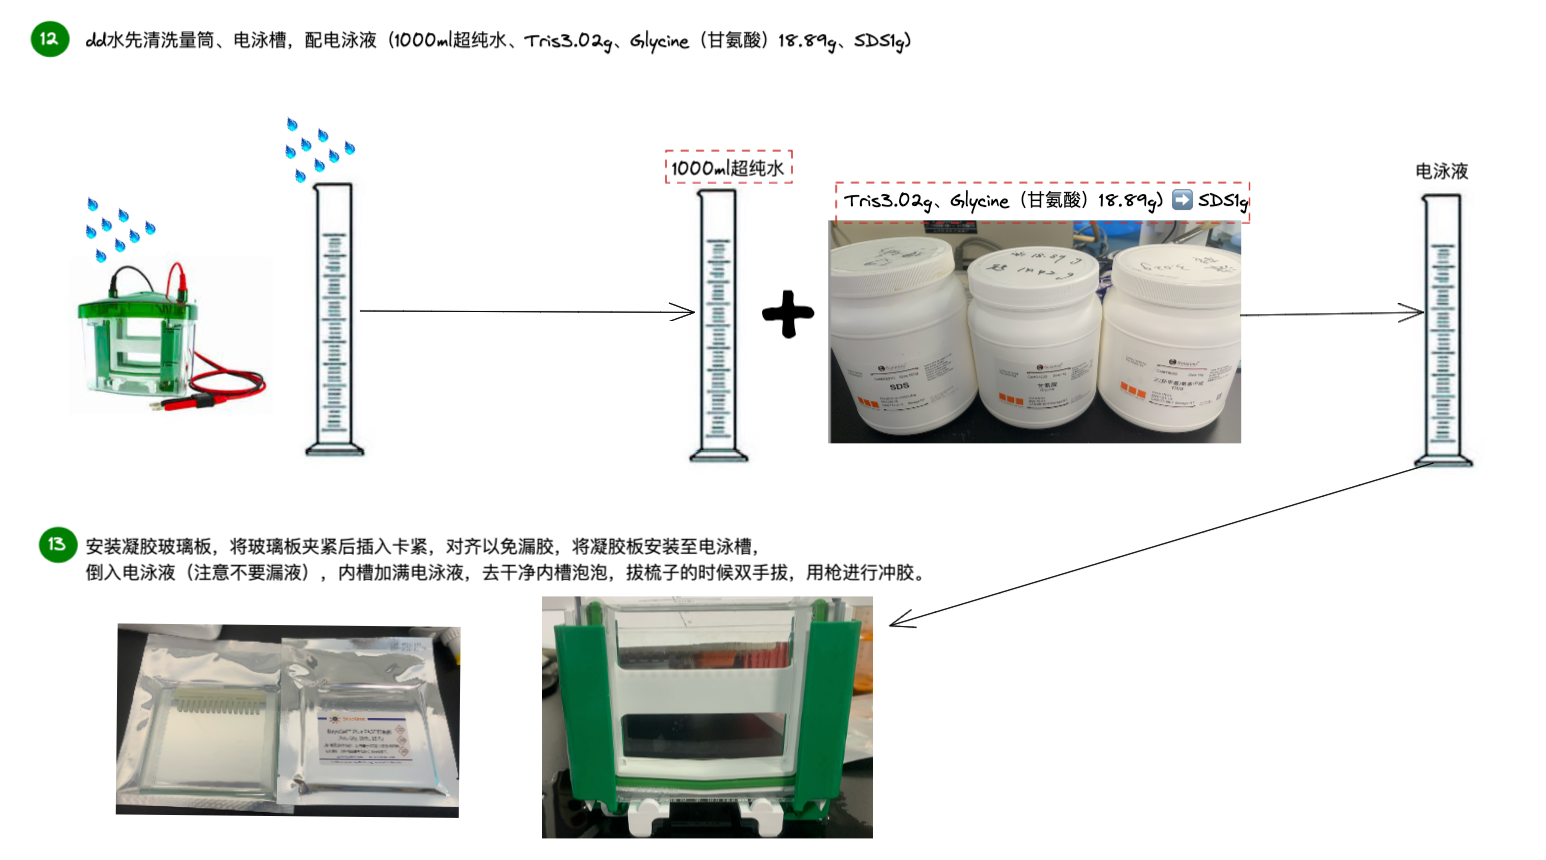 12 dd水先清洗量筒、电泳槽，配电泳液（1000ml超纯水、Tris3.02g、Glycine（甘氨酸）18.89g、SDS1g）
1000ml超纯水
Tris3.02g、Glycine（甘氨酸）18.89g）➡ SDS1g
电泳液
18.89g
SDS
甘氨酸
13 安装凝胶玻璃板，将玻璃板夹紧后插入卡紧，对齐以免漏胶，将凝胶板安装至电泳槽，
倒入电泳液（注意不要漏液），内槽加满电泳液，去干净内槽泡泡，拔梳子的时候双手拔，用枪进行冲胶。